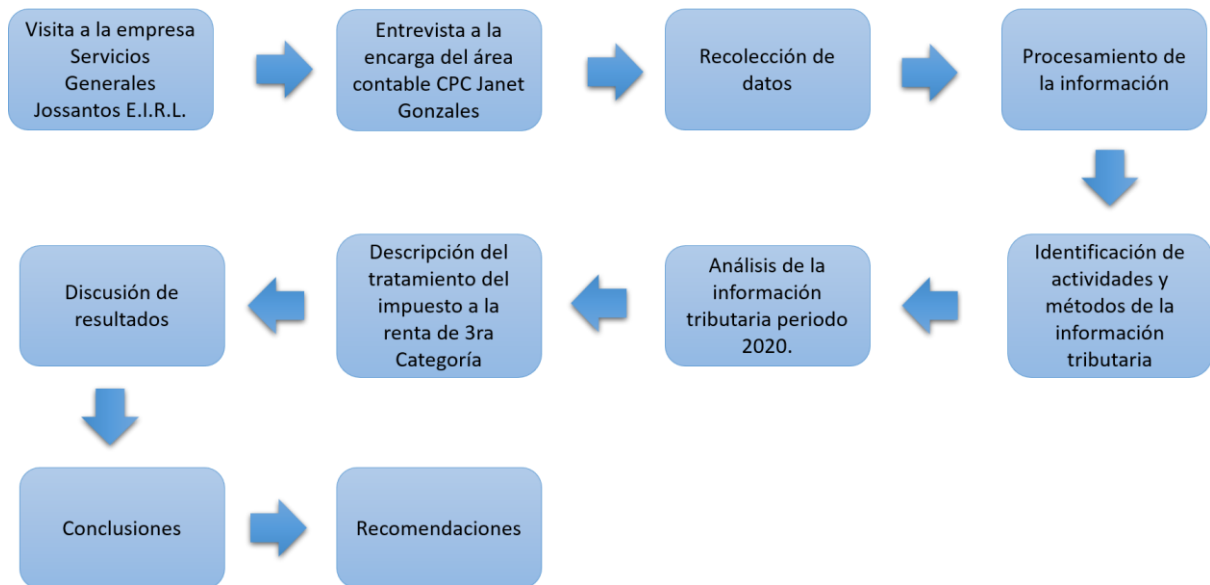 Visita a la empresa
Servicios
Generales
Jossantos E.I.R.L.
Entrevista a la
encarga del área
contable CPC Janet
Gonzales
Recolección de
datos
Procesamiento de
la información
Identificación de
actividades y
métodos de la
información
tributaria
Análisis de la
información
tributaria periodo
2020.
Descripción del
tratamiento del
impuesto a la
renta de 3ra
Categoría
Discusión de
resultados
Conclusiones
Recomendaciones